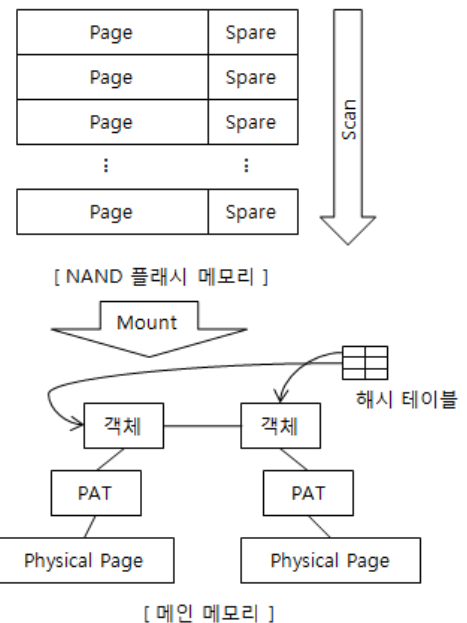 Page Spare
Page Spare
Page Spare
⋮ ⋮
Page Spare
Scan
[ NAND 플래시 메모리 ]
Mount
해시 테이블
객체 객체
PAT PAT
Physical Page Physical Page
[ 메인 메모리 ]